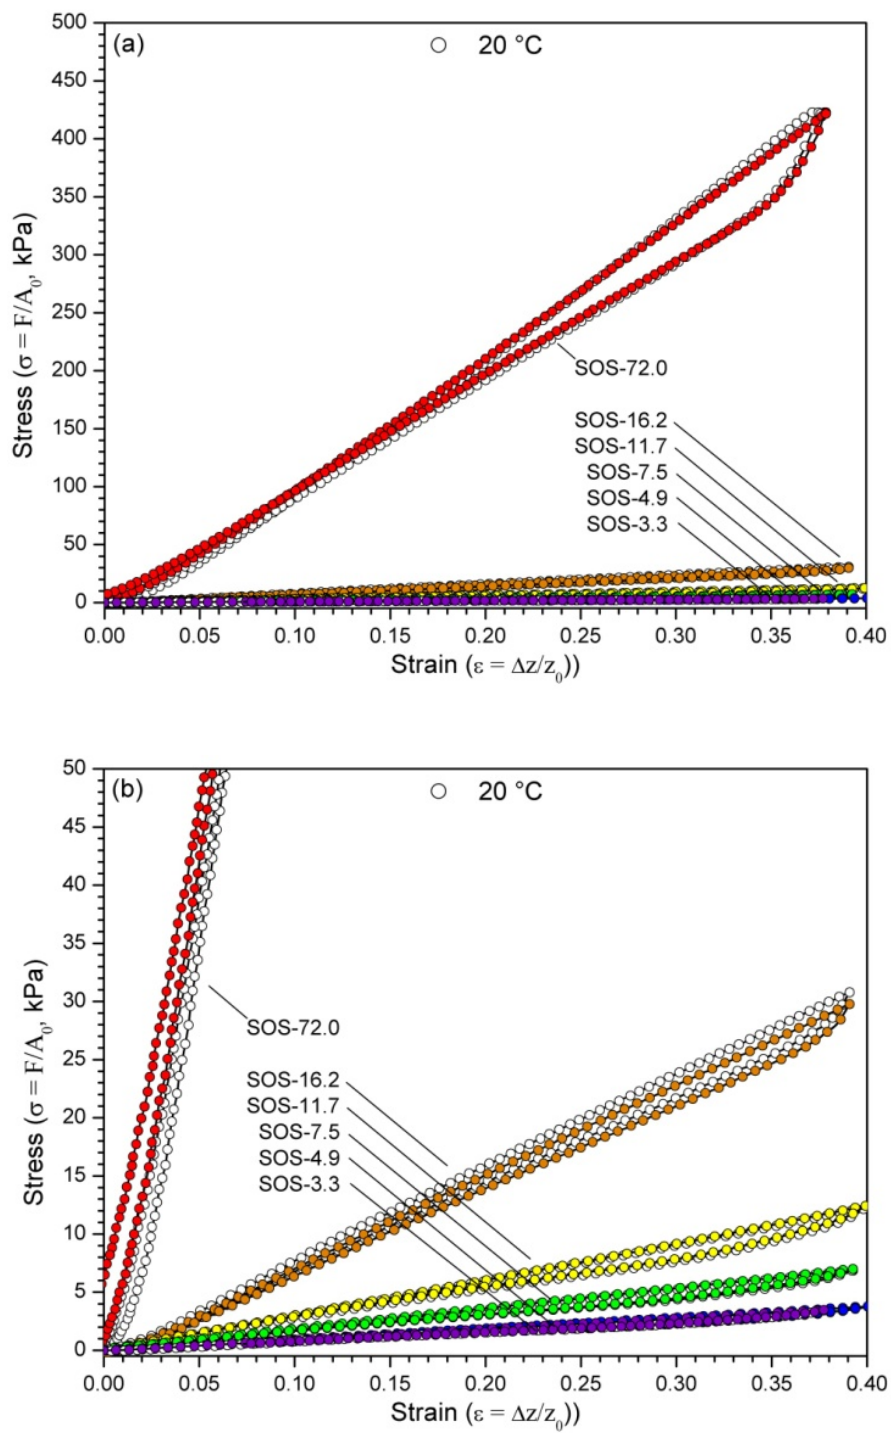 (a)
○ 20 °C
500
450
400
350
300
250
200
150
100
50
0
Stress (σ = F/A₀, kPa)
SOS-72.0
SOS-16.2
SOS-11.7
SOS-7.5
SOS-4.9
SOS-3.3
0.00 0.05 0.10 0.15 0.20 0.25 0.30 0.35 0.40
Strain (ε = Δz/z₀))
(b)
○ 20 °C
50
45
40
35
30
25
20
15
10
5
0
Stress (σ = F/A₀, kPa)
SOS-72.0
SOS-16.2
SOS-11.7
SOS-7.5
SOS-4.9
SOS-3.3
0.00 0.05 0.10 0.15 0.20 0.25 0.30 0.35 0.40
Strain (ε = Δz/z₀))